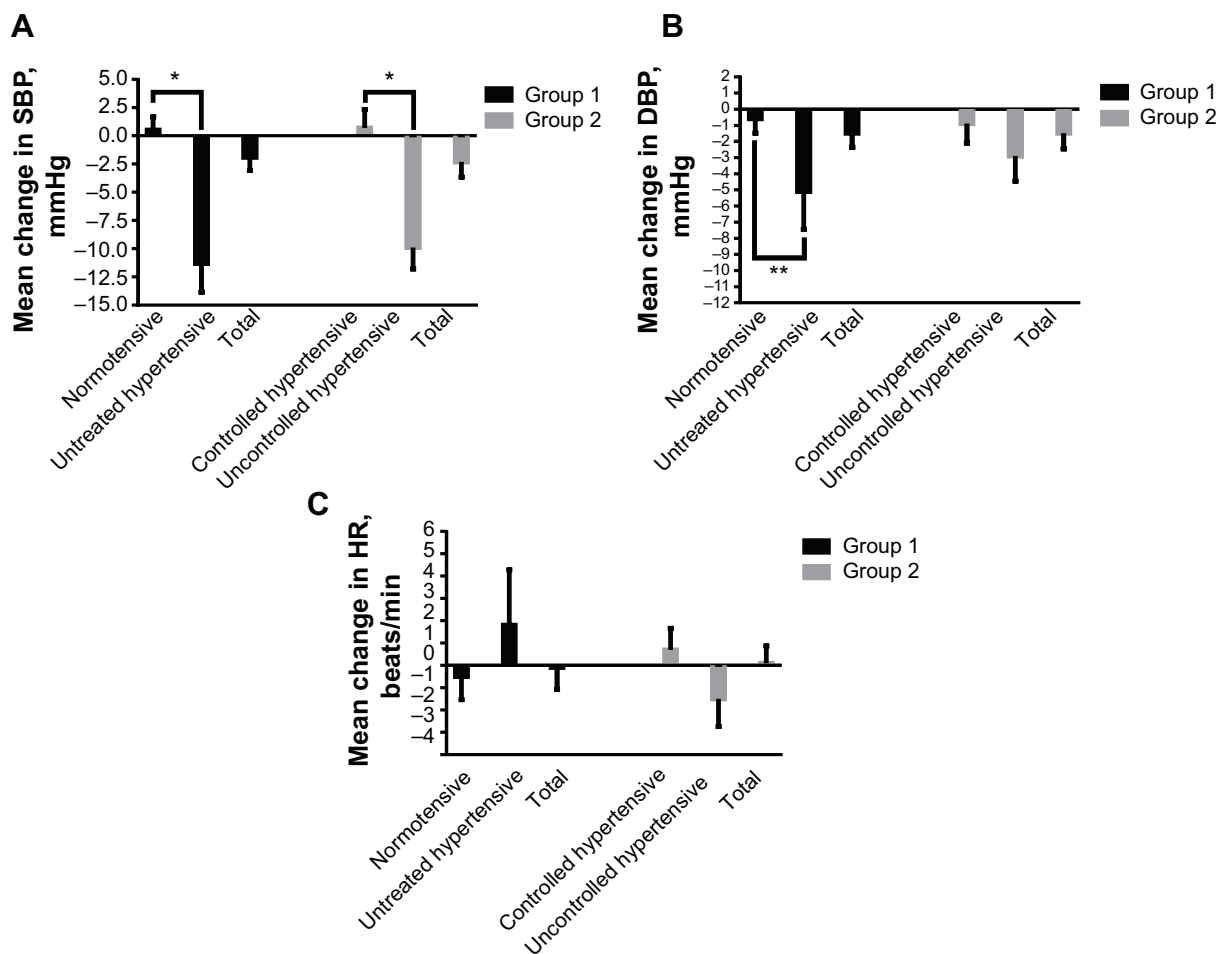 A
Mean change in SBP,
mmHg
5.0
2.5
0.0
–2.5
–5.0
–7.5
–10.0
–12.5
–15.0
*
*
Group 1
Group 2
Normotensive
Untreated hypertensive
Total
Controlled hypertensive
Uncontrolled hypertensive
Total
B
Mean change in DBP,
mmHg
2
1
0
–1
–2
–3
–4
–5
–6
–7
–8
–9
–10
–11
–12
**
Group 1
Group 2
Normotensive
Untreated hypertensive
Total
Controlled hypertensive
Uncontrolled hypertensive
Total
C
Mean change in HR,
beats/min
6
5
4
3
2
1
0
–1
–2
–3
–4
Group 1
Group 2
Normotensive
Untreated hypertensive
Total
Controlled hypertensive
Uncontrolled hypertensive
Total